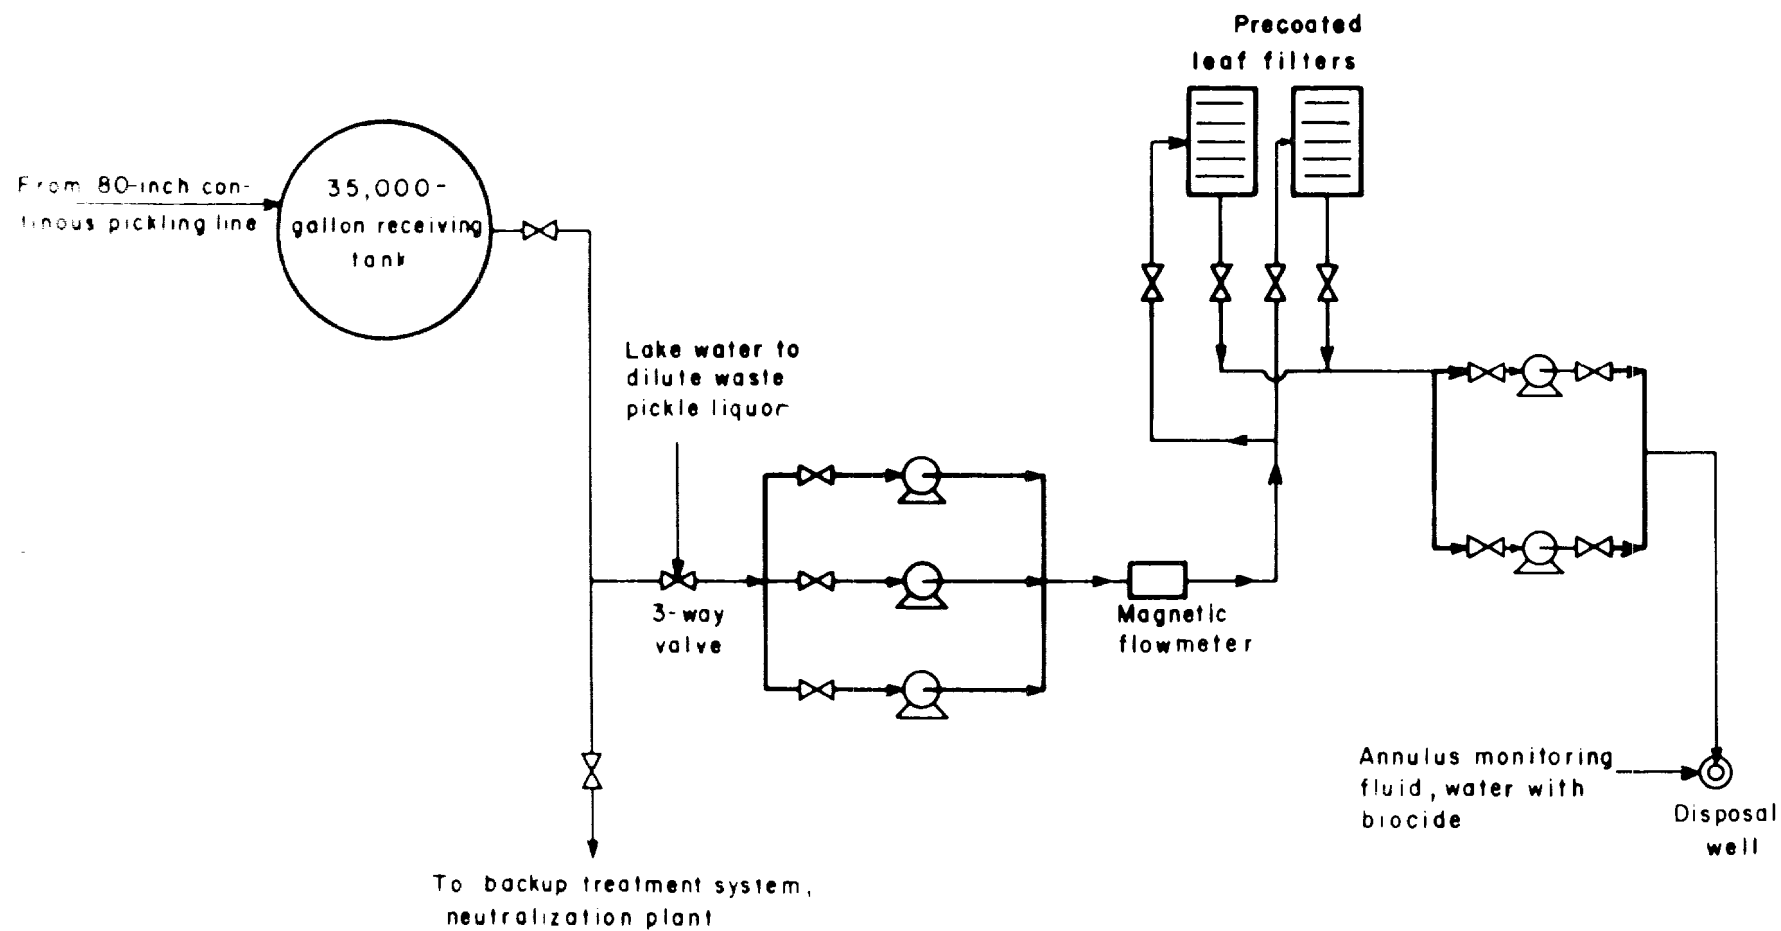 Precoated
leaf filters
From 80-inch con-
tinous pickling line
35,000-
gallon receiving
tank
Lake water to
dilute waste
pickle liquor
3-way
valve
Magnetic
flowmeter
Annulus monitoring
fluid, water with
biocide
Disposal
well
To backup treatment system,
neutralization plant